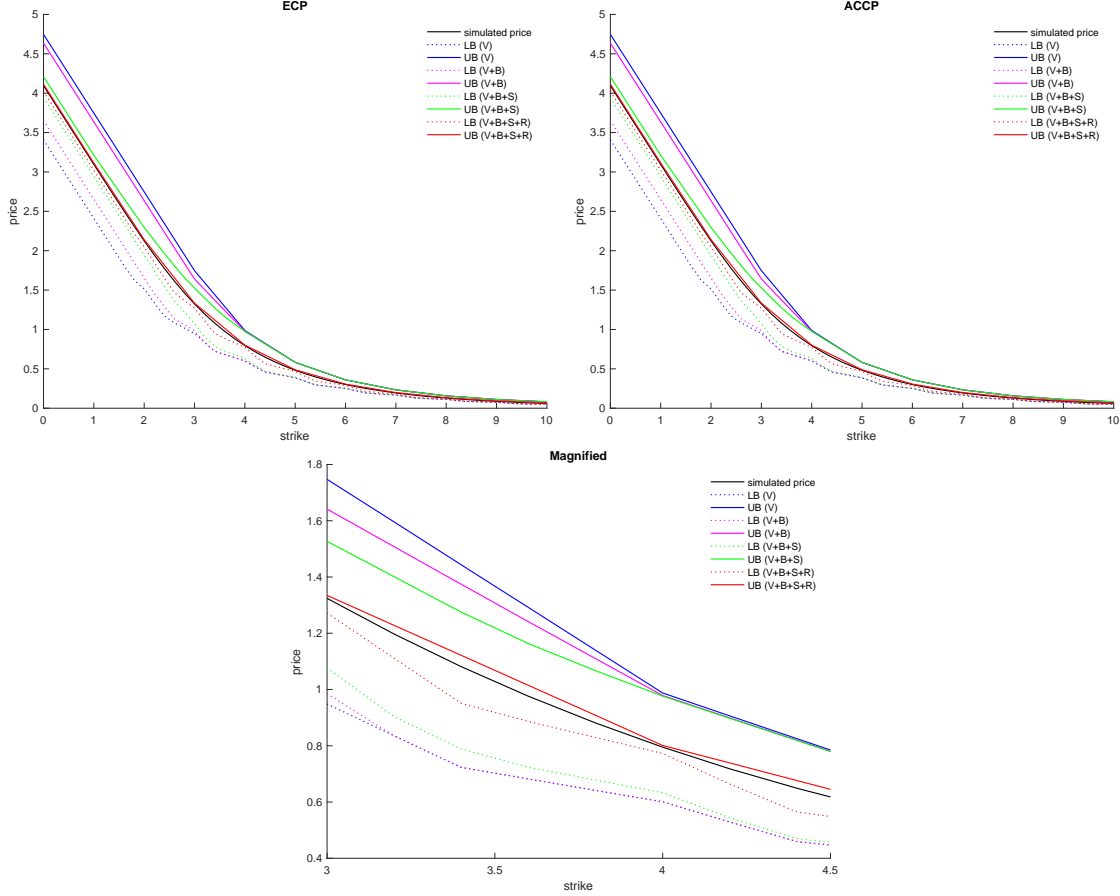 ECP
5
4.5
4
3.5
3
2.5
2
1.5
1
0.5
0
price
0 1 2 3 4 5 6 7 8 9 10
strike
simulated price
LB (V)
UB (V)
LB (V+B)
UB (V+B)
LB (V+B+S)
UB (V+B+S)
LB (V+B+S+R)
UB (V+B+S+R)
ACCP
5
4.5
4
3.5
3
2.5
2
1.5
1
0.5
0
price
0 1 2 3 4 5 6 7 8 9 10
strike
simulated price
LB (V)
UB (V)
LB (V+B)
UB (V+B)
LB (V+B+S)
UB (V+B+S)
LB (V+B+S+R)
UB (V+B+S+R)
Magnified
1.8
1.6
1.4
1.2
1
0.8
0.6
0.4
price
3 3.5 4 4.5
strike
simulated price
LB (V)
UB (V)
LB (V+B)
UB (V+B)
LB (V+B+S)
UB (V+B+S)
LB (V+B+S+R)
UB (V+B+S+R)